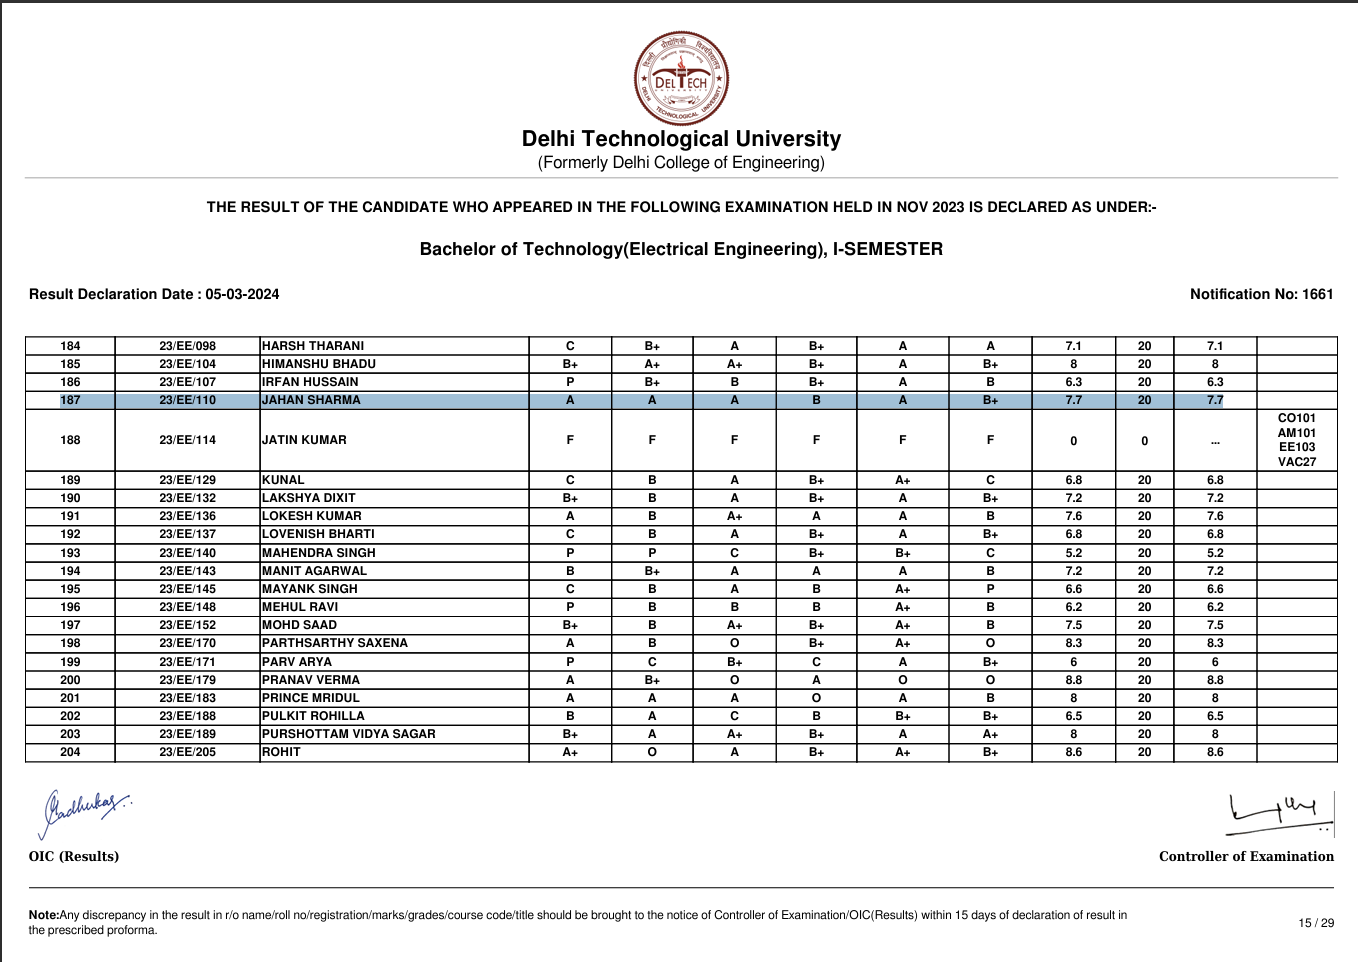 दिल्ली प्रौद्योगिकी विश्वविद्यालय
DELTECH
UNIVERSITY
DELHI TECHNOLOGICAL UNIVERSITY
Delhi Technological University
(Formerly Delhi College of Engineering)
THE RESULT OF THE CANDIDATE WHO APPEARED IN THE FOLLOWING EXAMINATION HELD IN NOV 2023 IS DECLARED AS UNDER:-
Bachelor of Technology(Electrical Engineering), I-SEMESTER
Result Declaration Date : 05-03-2024 Notification No: 1661
184 23/EE/098 HARSH THARANI C B+ A B+ A A 7.1 20 7.1
185 23/EE/104 HIMANSHU BHADU B+ A+ A+ B+ A B+ 8 20 8
186 23/EE/107 IRFAN HUSSAIN P B+ B B+ A B 6.3 20 6.3
187 23/EE/110 JAHAN SHARMA A A A B A B+ 7.7 20 7.7
188 23/EE/114 JATIN KUMAR F F F F F F 0 0 ... CO101
AM101
EE103
VAC27
189 23/EE/129 KUNAL C B A B+ A+ C 6.8 20 6.8
190 23/EE/132 LAKSHYA DIXIT B+ B A B+ A B+ 7.2 20 7.2
191 23/EE/136 LOKESH KUMAR A B A+ A A B 7.6 20 7.6
192 23/EE/137 LOVENISH BHARTI C B A B+ A B+ 6.8 20 6.8
193 23/EE/140 MAHENDRA SINGH P P C B+ B+ C 5.2 20 5.2
194 23/EE/143 MANIT AGARWAL B B+ A A A B 7.2 20 7.2
195 23/EE/145 MAYANK SINGH C B A B A+ P 6.6 20 6.6
196 23/EE/148 MEHUL RAVI P B B B A+ B 6.2 20 6.2
197 23/EE/152 MOHD SAAD B+ B A+ B+ A+ B 7.5 20 7.5
198 23/EE/170 PARTHSARTHY SAXENA A B O B+ A+ O 8.3 20 8.3
199 23/EE/171 PARV ARYA P C B+ C A B+ 6 20 6
200 23/EE/179 PRANAV VERMA A B+ O A O O 8.8 20 8.8
201 23/EE/183 PRINCE MRIDUL A A A O A B 8 20 8
202 23/EE/188 PULKIT ROHILLA B A C B B+ B+ 6.5 20 6.5
203 23/EE/189 PURSHOTTAM VIDYA SAGAR B+ A A+ B+ A A+ 8 20 8
204 23/EE/205 ROHIT A+ O A B+ A+ B+ 8.6 20 8.6
OIC (Results) Controller of Examination
Note:Any discrepancy in the result in r/o name/roll no/registration/marks/grades/course code/title should be brought to the notice of Controller of Examination/OIC(Results) within 15 days of declaration of result in
the prescribed proforma.
15 / 29